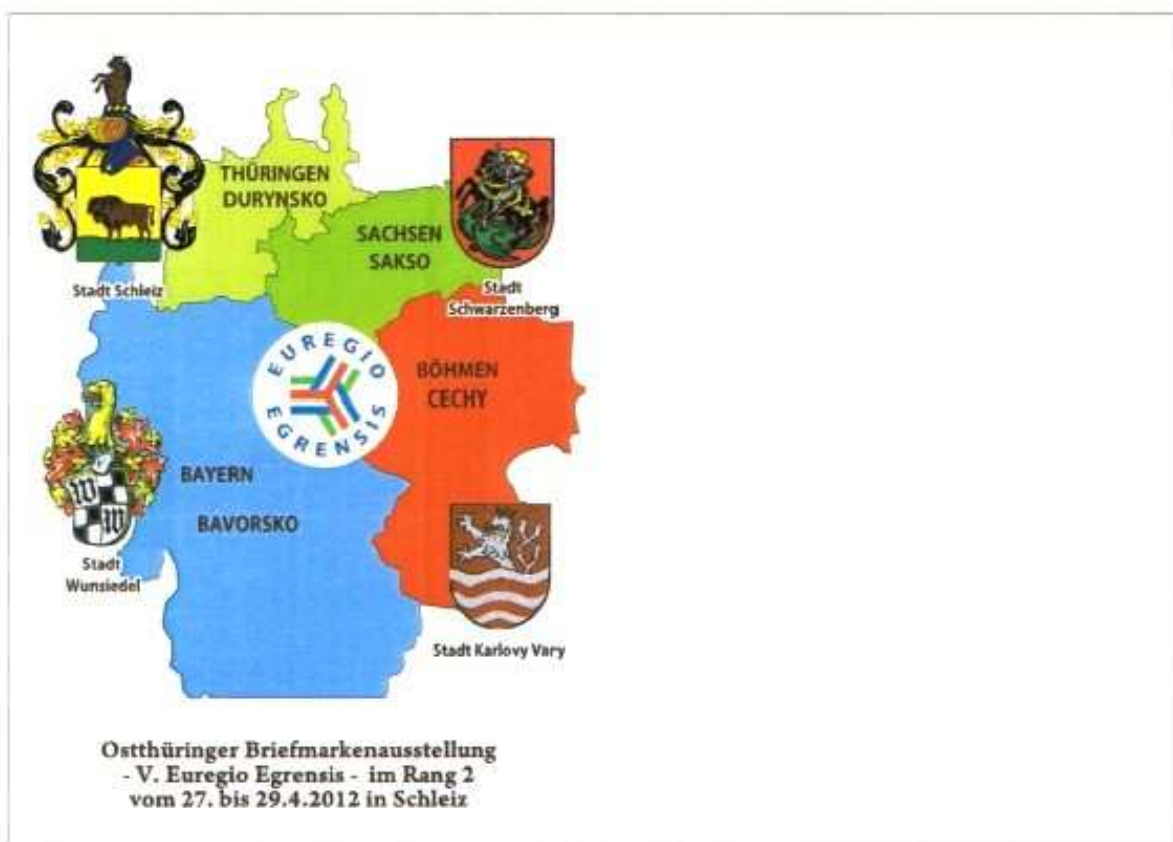 THÜRINGEN
DURYNSKO
SACHSEN
SAKSO
Stadt Schleiz
Stadt
Schwarzenberg
EUREGIO
EGRENSIS
BÖHMEN
CECHY
BAYERN
BAVORSKO
W
W
Stadt
Wunsiedel
Stadt Karlovy Vary
Ostthüringer Briefmarkenausstellung
- V. Euregio Egrensis - im Rang 2
vom 27. bis 29.4.2012 in Schleiz